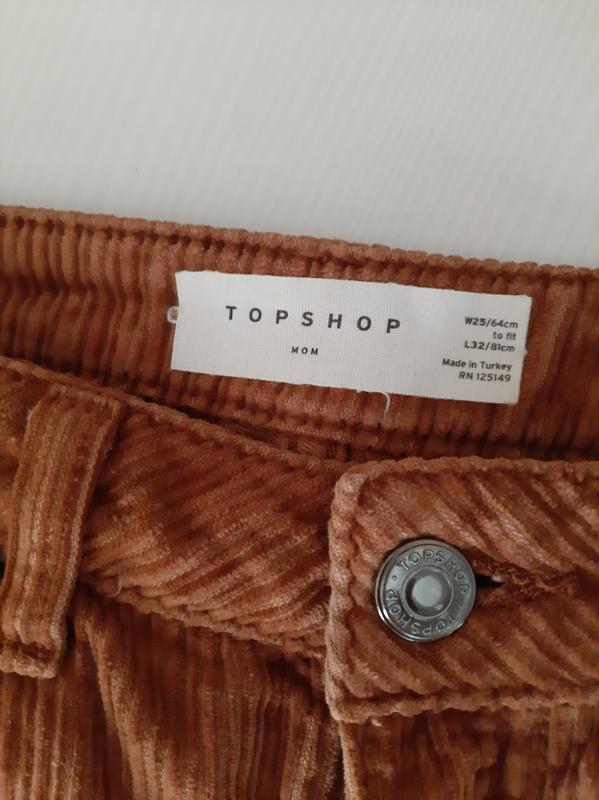 TOPSHOP
MOM
W25/64cm
to fit
L32/81cm
Made in Turkey
RN 125149
TOPSHOP · TOPSHOP ·